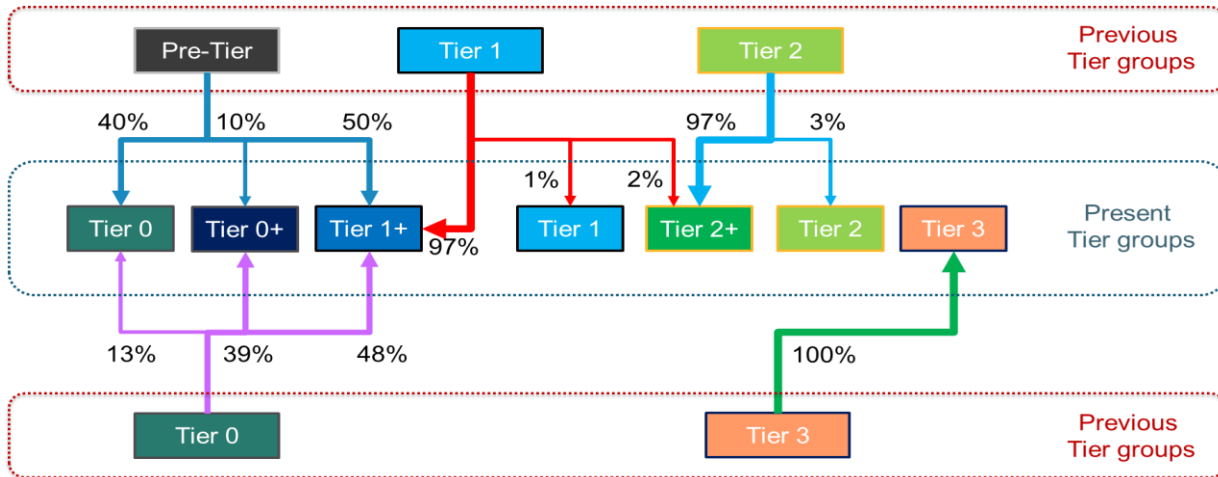 Pre-Tier
Tier 1
Tier 2
Previous
Tier groups
40%
10%
50%
97%
3%
1%
2%
Tier 0
Tier 0+
Tier 1+
97%
Tier 1
Tier 2+
Tier 2
Tier 3
Present
Tier groups
13%
39%
48%
100%
Tier 0
Tier 3
Previous
Tier groups